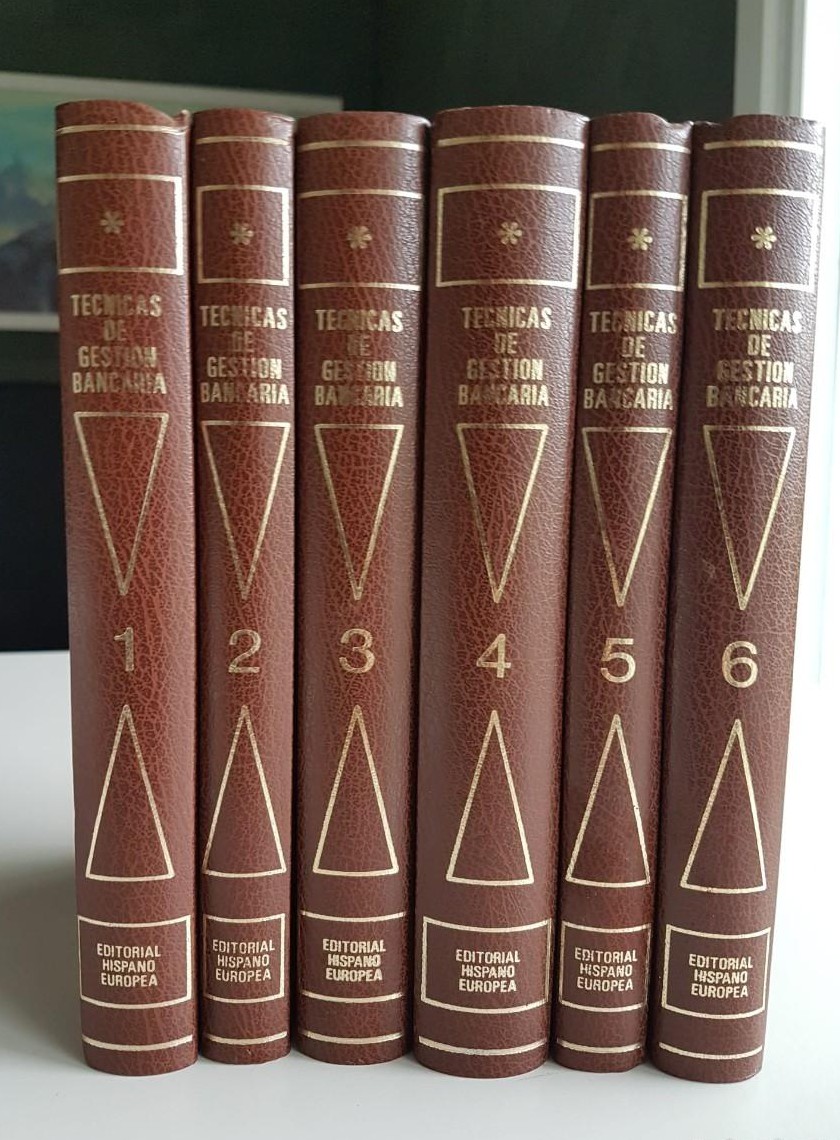 *
TECNICAS
DE
GESTION
BANCARIA
1
EDITORIAL
HISPANO
EUROPEA
*
TECNICAS
DE
GESTION
BANCARIA
2
EDITORIAL
HISPANO
EUROPEA
*
TECNICAS
DE
GESTION
BANCARIA
3
EDITORIAL
HISPANO
EUROPEA
*
TECNICAS
DE
GESTION
BANCARIA
4
EDITORIAL
HISPANO
EUROPEA
*
TECNICAS
DE
GESTION
BANCARIA
5
EDITORIAL
HISPANO
EUROPEA
*
TECNICAS
DE
GESTION
BANCARIA
6
EDITORIAL
HISPANO
EUROPEA